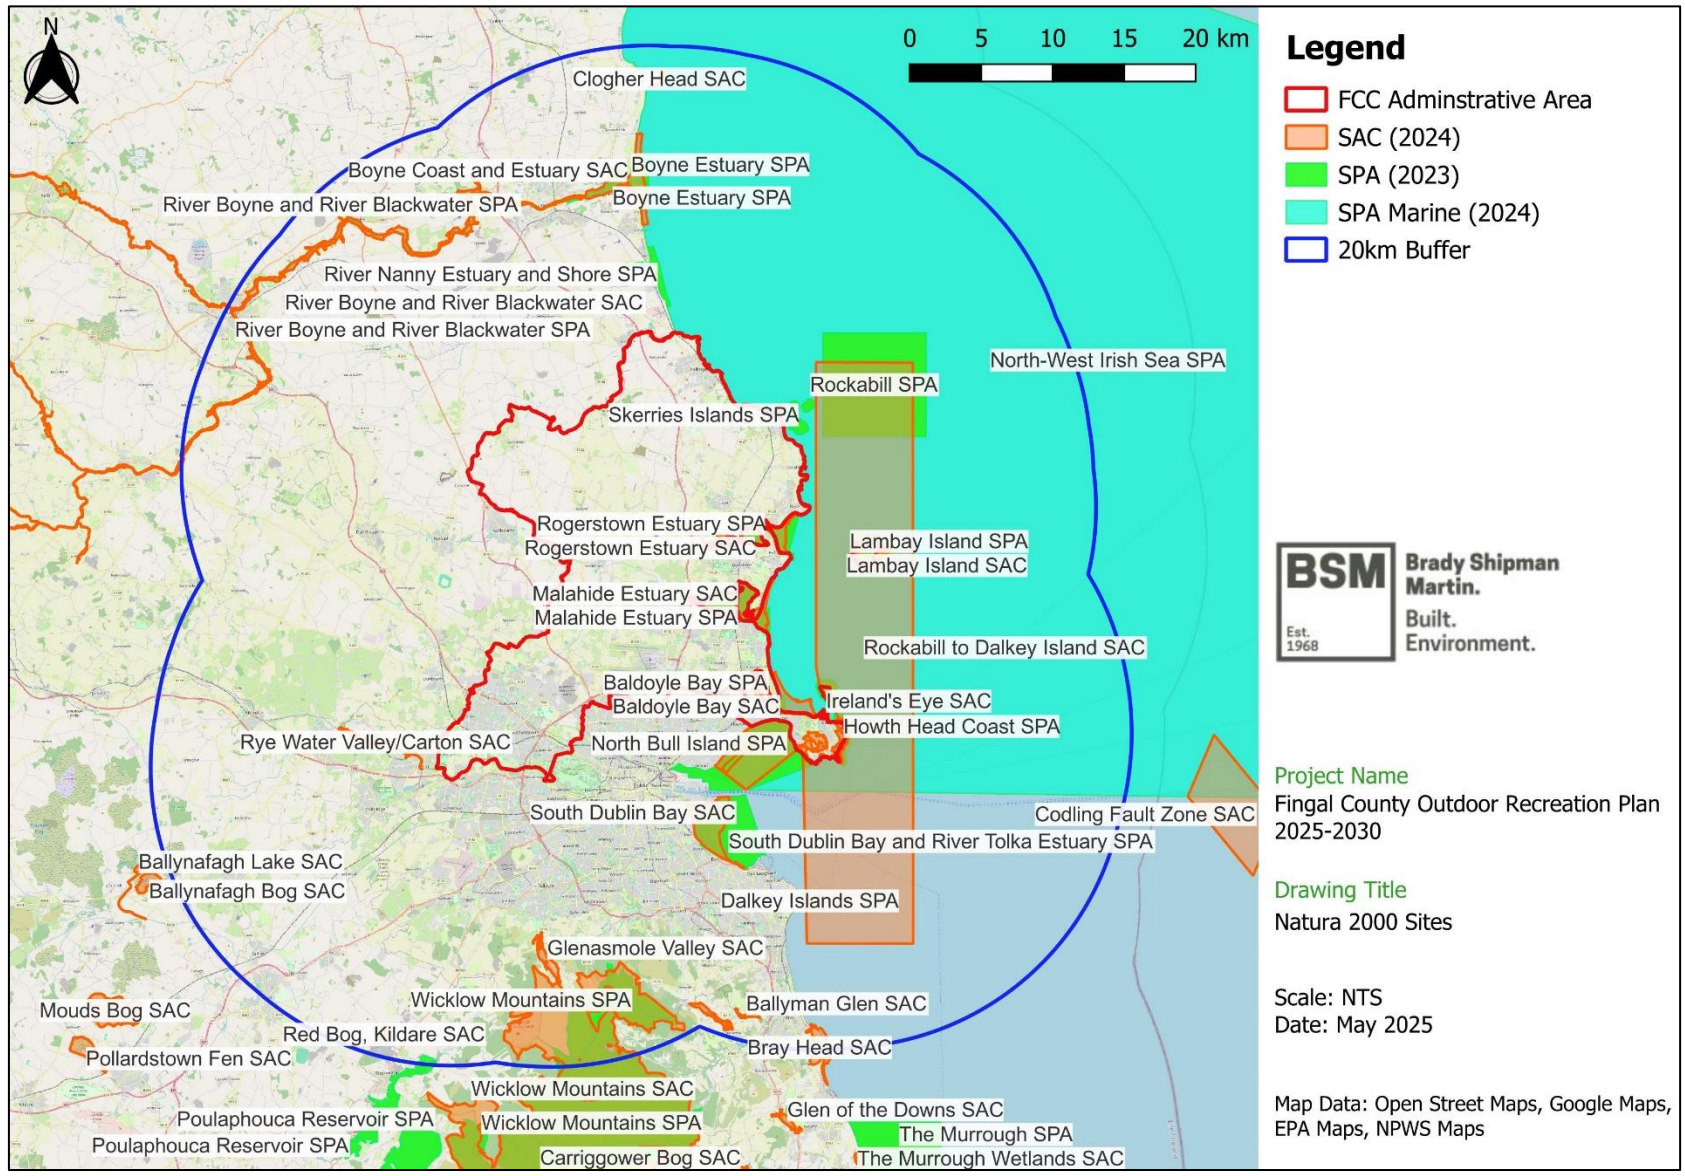 N
0 5 10 15 20 km
Clogher Head SAC
Boyne Coast and Estuary SAC
Boyne Estuary SPA
River Boyne and River Blackwater SPA
Boyne Estuary SPA
River Nanny Estuary and Shore SPA
River Boyne and River Blackwater SAC
River Boyne and River Blackwater SPA
North-West Irish Sea SPA
Rockabill SPA
Skerries Islands SPA
Rogerstown Estuary SPA
Rogerstown Estuary SAC
Lambay Island SPA
Lambay Island SAC
Malahide Estuary SAC
Malahide Estuary SPA
Rockabill to Dalkey Island SAC
Baldoyle Bay SPA
Baldoyle Bay SAC
Ireland's Eye SAC
Howth Head Coast SPA
Rye Water Valley/Carton SAC
North Bull Island SPA
South Dublin Bay SAC
Codling Fault Zone SAC
South Dublin Bay and River Tolka Estuary SPA
Ballynafagh Lake SAC
Ballynafagh Bog SAC
Dalkey Islands SPA
Glenasmole Valley SAC
Wicklow Mountains SPA
Ballyman Glen SAC
Mouds Bog SAC
Red Bog, Kildare SAC
Bray Head SAC
Pollardstown Fen SAC
Wicklow Mountains SAC
Poulaphouca Reservoir SPA
Wicklow Mountains SPA
Glen of the Downs SAC
Poulaphouca Reservoir SPA
The Murrough SPA
Carriggower Bog SAC
The Murrough Wetlands SAC
Legend
FCC Adminstrative Area
SAC (2024)
SPA (2023)
SPA Marine (2024)
20km Buffer
BSM
Est.
1968
Brady Shipman
Martin.
Built.
Environment.
Project Name
Fingal County Outdoor Recreation Plan
2025-2030
Drawing Title
Natura 2000 Sites
Scale: NTS
Date: May 2025
Map Data: Open Street Maps, Google Maps,
EPA Maps, NPWS Maps